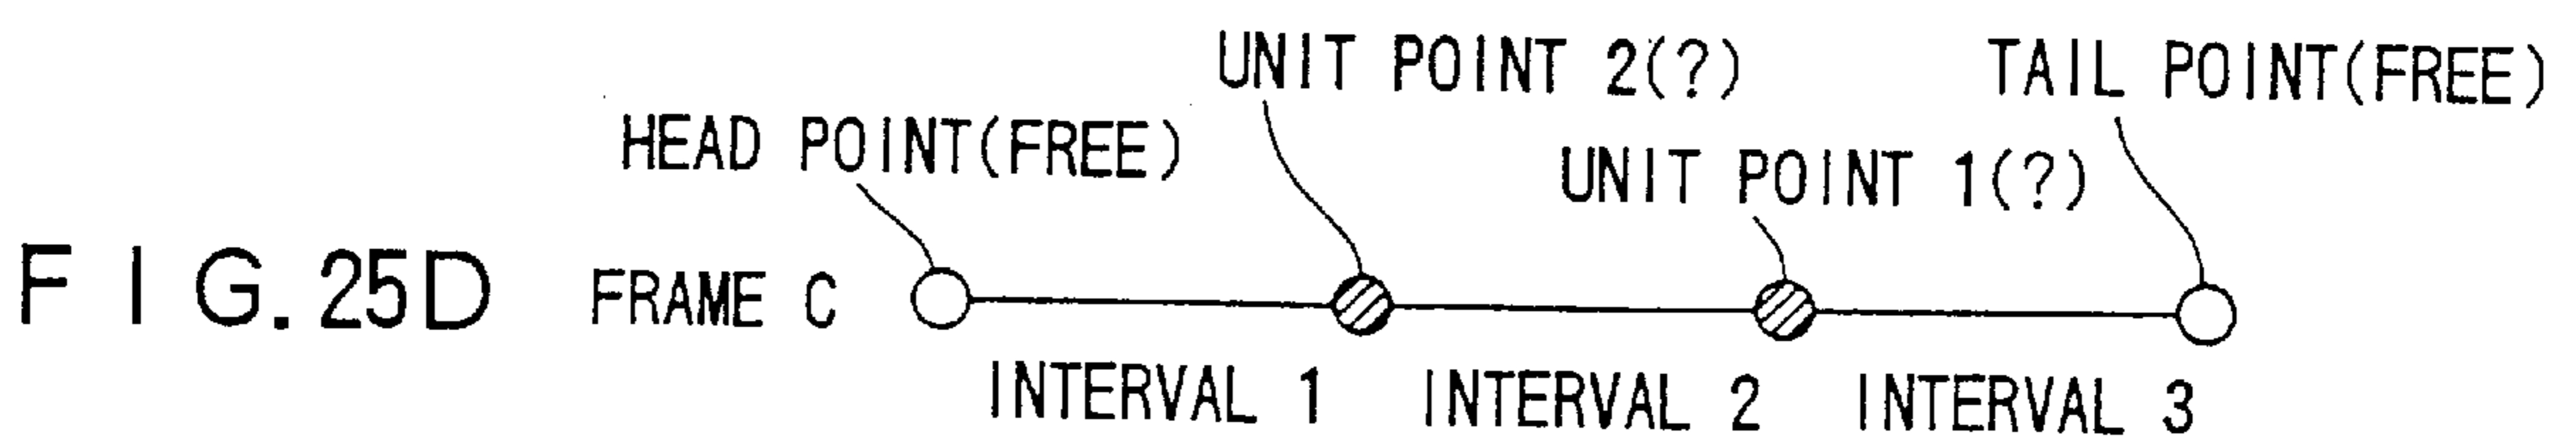 UNIT POINT 2(?)
TAIL POINT(FREE)
HEAD POINT(FREE)
UNIT POINT 1(?)
FIG.25D FRAME C
INTERVAL 1 INTERVAL 2 INTERVAL 3